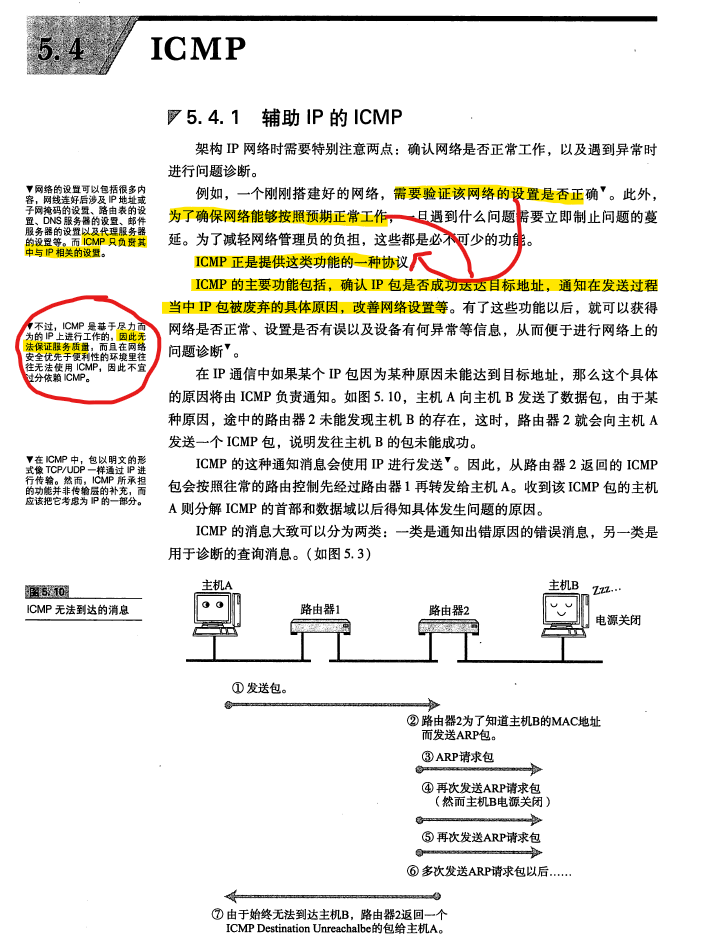 5.4 ICMP
5.4.1 辅助 IP 的 ICMP
架构 IP 网络时需要特别注意两点：确认网络是否正常工作，以及遇到异常时
进行问题诊断。
▼网络的设置可以包括很多内
容，网线连好后涉及 IP 地址或
子网掩码的设置、路由表的设
置、DNS 服务器的设置、邮件
服务器的设置以及代理服务器
的设置等。而 ICMP 只负责其
中与 IP 相关的设置。
例如，一个刚刚搭建好的网络，需要验证该网络的设置是否正确▼。此外，
为了确保网络能够按照预期正常工作，一旦遇到什么问题需要立即制止问题的蔓
延。为了减轻网络管理员的负担，这些都是必不可少的功能。
ICMP 正是提供这类功能的一种协议
ICMP 的主要功能包括，确认 IP 包是否成功送达目标地址，通知在发送过程
当中 IP 包被废弃的具体原因，改善网络设置等。有了这些功能以后，就可以获得
网络是否正常、设置是否有误以及设备有何异常等信息，从而便于进行网络上的
问题诊断▼。
▼不过，ICMP 是基于尽力而
为的 IP 上进行工作的，因此无
法保证服务质量，而且在网络
安全优先于便利性的环境里往
往无法使用 ICMP，因此不宜
过分依赖 ICMP。
在 IP 通信中如果某个 IP 包因为某种原因未能达到目标地址，那么这个具体
的原因将由 ICMP 负责通知。如图 5.10，主机 A 向主机 B 发送了数据包，由于某
种原因，途中的路由器 2 未能发现主机 B 的存在，这时，路由器 2 就会向主机 A
发送一个 ICMP 包，说明发往主机 B 的包未能成功。
ICMP 的这种通知消息会使用 IP 进行发送▼。因此，从路由器 2 返回的 ICMP
包会按照往常的路由控制先经过路由器 1 再转发给主机 A。收到该 ICMP 包的主机
A 则分解 ICMP 的首部和数据域以后得知具体发生问题的原因。
▼在 ICMP 中，包以明文的形
式像 TCP/UDP 一样通过 IP 进
行传输。然而，ICMP 所承担
的功能并非传输层的补充，而
应该把它考虑为 IP 的一部分。
ICMP 的消息大致可以分为两类：一类是通知出错原因的错误消息，另一类是
用于诊断的查询消息。（如图 5.3）
图 5.10
ICMP 无法到达的消息
主机A
路由器1
路由器2
主机B
Zzz...
电源关闭
① 发送包。
② 路由器2为了知道主机B的MAC地址
而发送ARP包。
③ ARP请求包
④ 再次发送ARP请求包
（然而主机B电源关闭）
⑤ 再次发送ARP请求包
⑥ 多次发送ARP请求包以后……
⑦ 由于始终无法到达主机B，路由器2返回一个
ICMP Destination Unreachalbe的包给主机A。